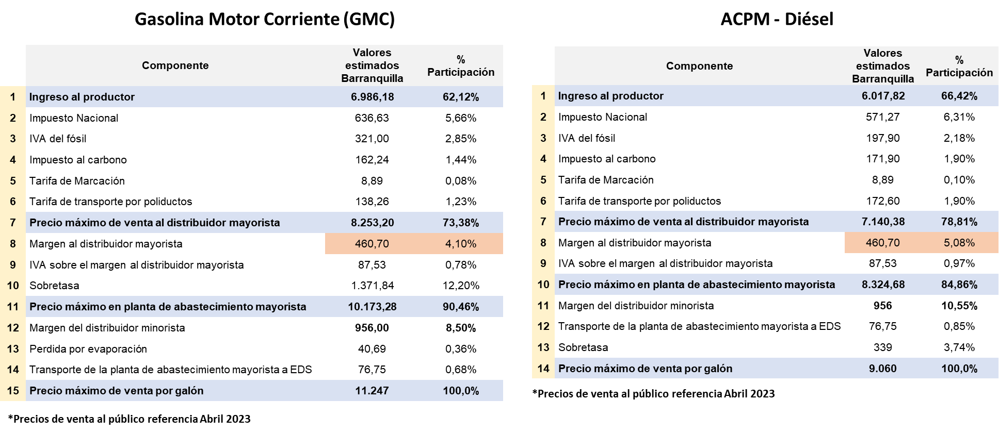 Gasolina Motor Corriente (GMC)
Componente Valores estimados Barranquilla % Participación
1 Ingreso al productor 6.986,18 62,12%
2 Impuesto Nacional 636,63 5,66%
3 IVA del fósil 321,00 2,85%
4 Impuesto al carbono 162,24 1,44%
5 Tarifa de Marcación 8,89 0,08%
6 Tarifa de transporte por poliductos 138,26 1,23%
7 Precio máximo de venta al distribuidor mayorista 8.253,20 73,38%
8 Margen al distribuidor mayorista 460,70 4,10%
9 IVA sobre el margen al distribuidor mayorista 87,53 0,78%
10 Sobretasa 1.371,84 12,20%
11 Precio máximo en planta de abastecimiento mayorista 10.173,28 90,46%
12 Margen del distribuidor minorista 956,00 8,50%
13 Perdida por evaporación 40,69 0,36%
14 Transporte de la planta de abastecimiento mayorista a EDS 76,75 0,68%
15 Precio máximo de venta por galón 11.247 100,0%
*Precios de venta al público referencia Abril 2023
ACPM - Diésel
Componente Valores estimados Barranquilla % Participación
1 Ingreso al productor 6.017,82 66,42%
2 Impuesto Nacional 571,27 6,31%
3 IVA del fósil 197,90 2,18%
4 Impuesto al carbono 171,90 1,90%
5 Tarifa de Marcación 8,89 0,10%
6 Tarifa de transporte por poliductos 172,60 1,90%
7 Precio máximo de venta al distribuidor mayorista 7.140,38 78,81%
8 Margen al distribuidor mayorista 460,70 5,08%
9 IVA sobre el margen al distribuidor mayorista 87,53 0,97%
10 Precio máximo en planta de abastecimiento mayorista 8.324,68 84,86%
11 Margen del distribuidor minorista 956 10,55%
12 Transporte de la planta de abastecimiento mayorista a EDS 76,75 0,85%
13 Sobretasa 339 3,74%
14 Precio máximo de venta por galón 9.060 100,0%
*Precios de venta al público referencia Abril 2023